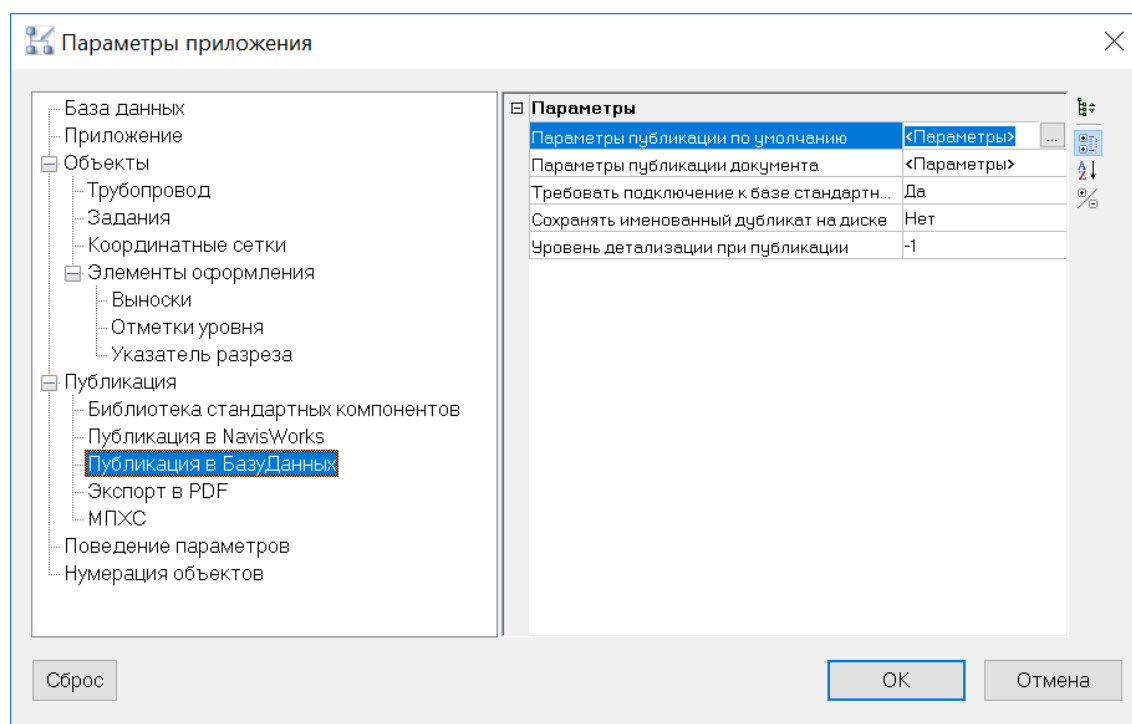 Параметры приложения
База данных
Приложение
Объекты
Трубопровод
Задания
Координатные сетки
Элементы оформления
Выноски
Отметки уровня
Указатель разреза
Публикация
Библиотека стандартных компонентов
Публикация в NavisWorks
Публикация в БазуДанных
Экспорт в PDF
МПХС
Поведение параметров
Нумерация объектов
Параметры
Параметры публикации по умолчанию <Параметры> ...
Параметры публикации документа <Параметры>
Требовать подключение к базе стандартн... Да
Сохранять именованный дубликат на диске Нет
Уровень детализации при публикации -1
Сброс
ОК
Отмена